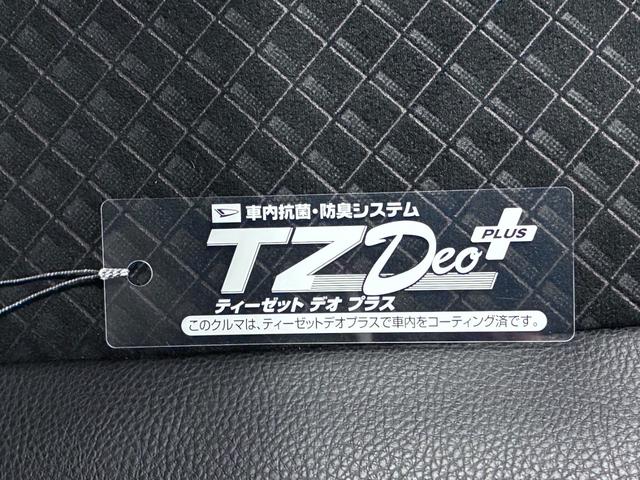 車内抗菌・防臭システム
TZ Deo PLUS
ティーゼット デオ プラス
このクルマは、ティーゼットデオプラスで車内をコーティング済です。